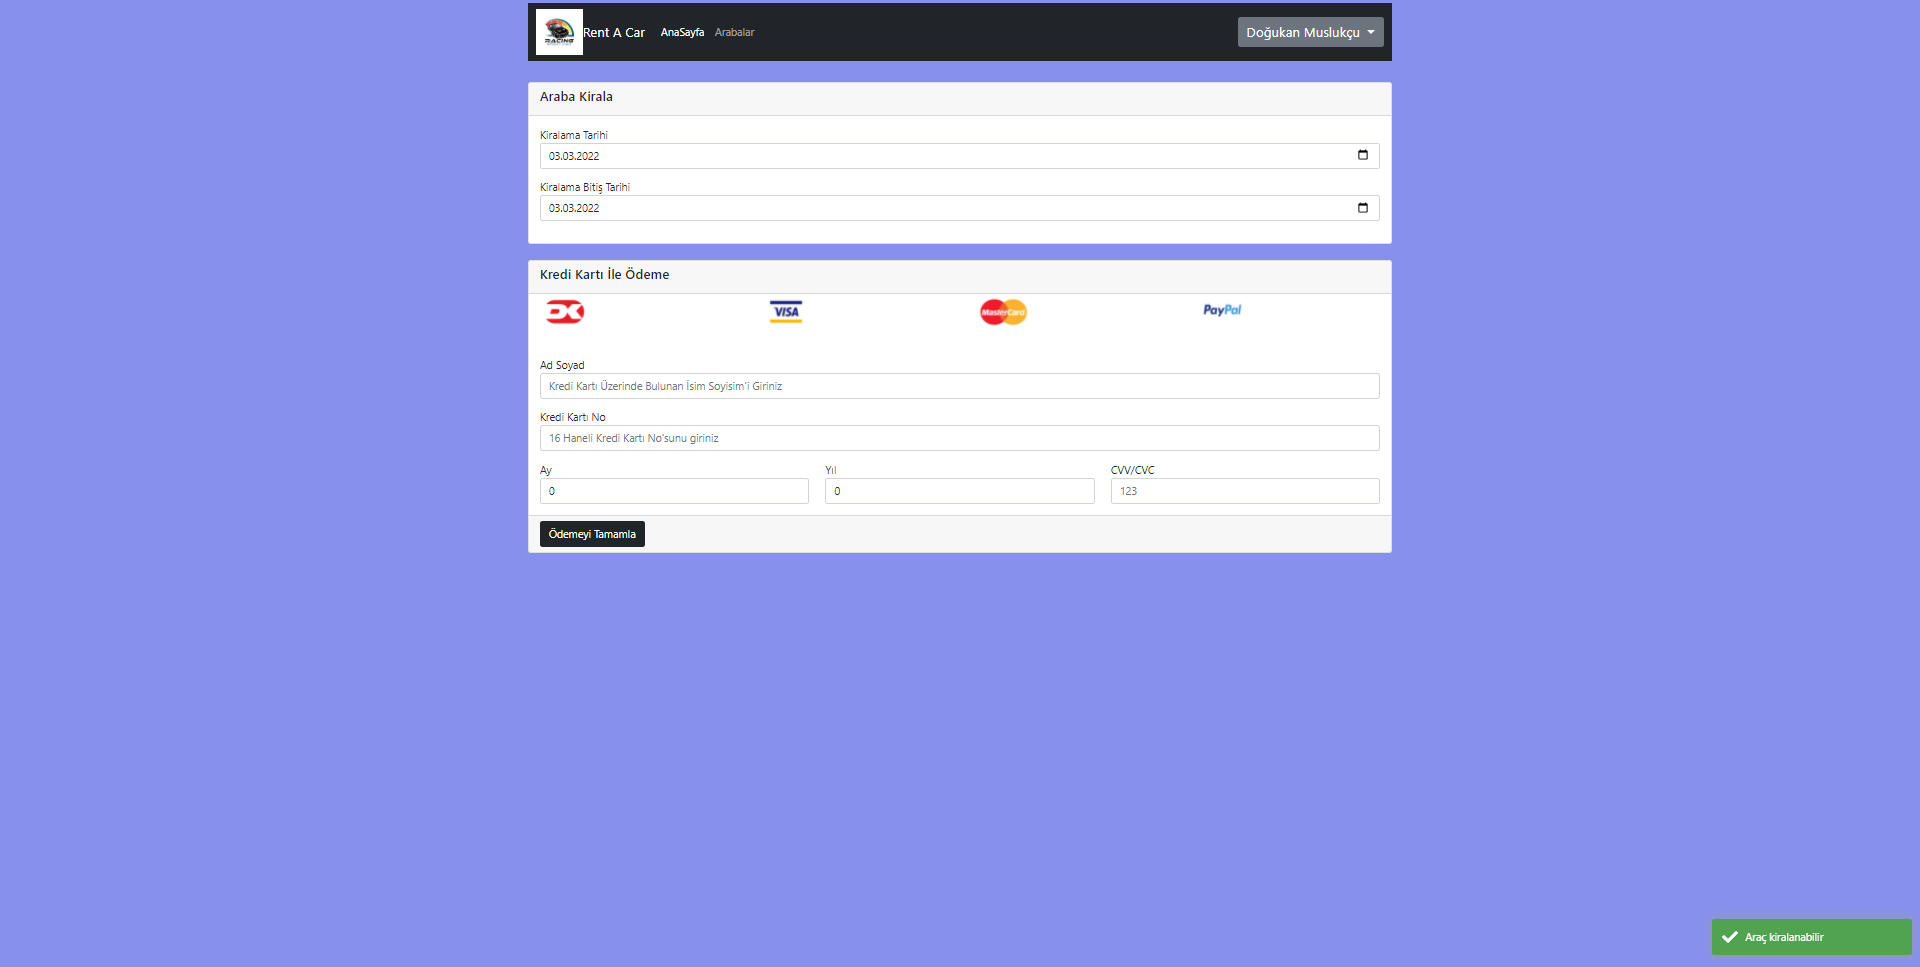 RACING
Rent A Car AnaSayfa Arabalar Doğukan Muslukçu
Araba Kirala
Kiralama Tarihi
03.03.2022
Kiralama Bitiş Tarihi
03.03.2022
Kredi Kartı İle Ödeme
VISA MasterCard PayPal
Ad Soyad
Kredi Kartı Üzerinde Bulunan İsim Soyisim'i Giriniz
Kredi Kartı No
16 Haneli Kredi Kartı No'sunu giriniz
Ay Yıl CVV/CVC
0 0 123
Ödemeyi Tamamla
Araç kiralanabilir